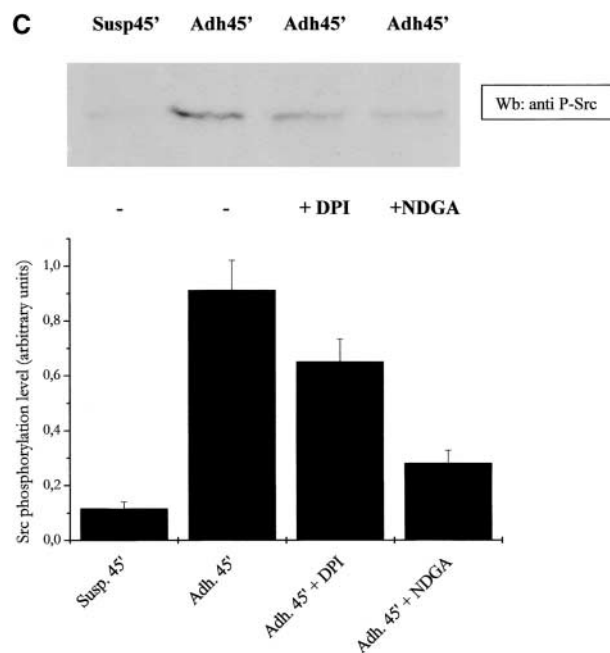 C
Susp45' Adh45' Adh45' Adh45'
Wb: anti P-Src
- - + DPI +NDGA
Src phosphorylation level (arbitrary units)
1,0
0,8
0,6
0,4
0,2
0,0
Susp. 45'
Adh. 45'
Adh. 45' + DPI
Adh. 45' + NDGA